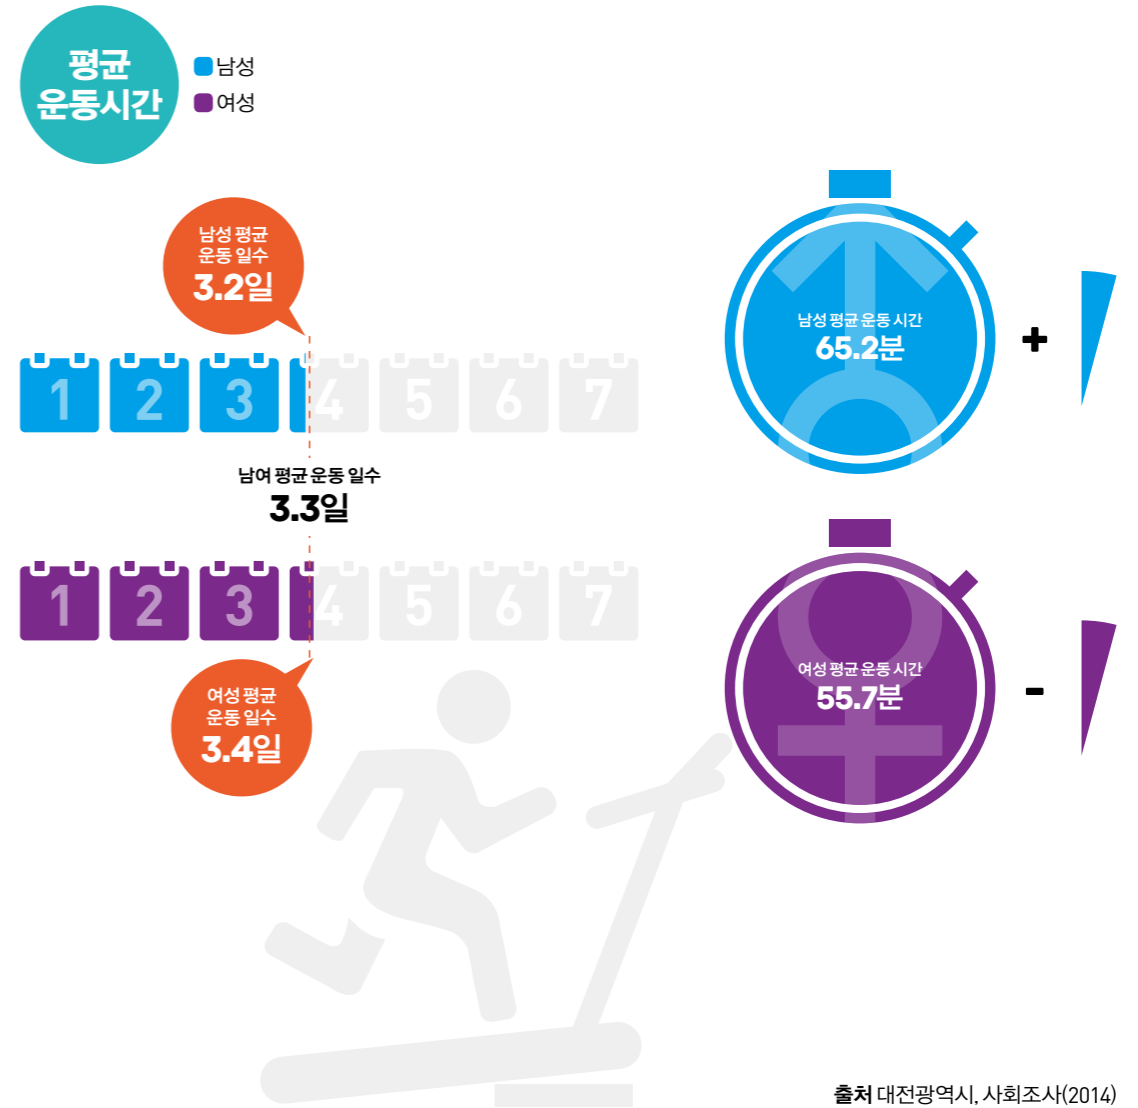 평균
운동시간
남성
여성
남성 평균
운동 일수
3.2일
1 2 3 4 5 6 7
남여 평균 운동 일수
3.3일
1 2 3 4 5 6 7
여성 평균
운동 일수
3.4일
남성 평균 운동 시간
65.2분
+
여성 평균 운동 시간
55.7분
-
출처 대전광역시, 사회조사(2014)